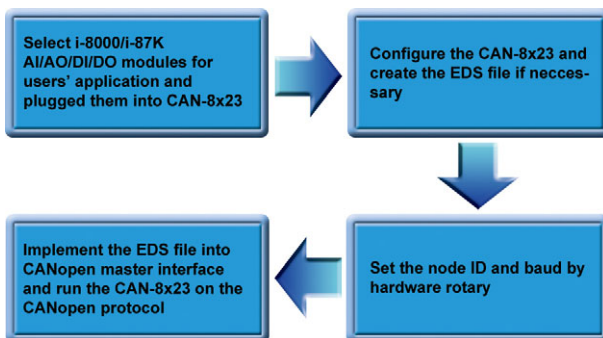 Select i-8000/i-87K
AI/AO/DI/DO modules for
users' application and
plugged them into CAN-8x23
Configure the CAN-8x23 and
create the EDS file if necces-
sary
Set the node ID and baud by
hardware rotary
Implement the EDS file into
CANopen master interface
and run the CAN-8x23 on the
CANopen protocol